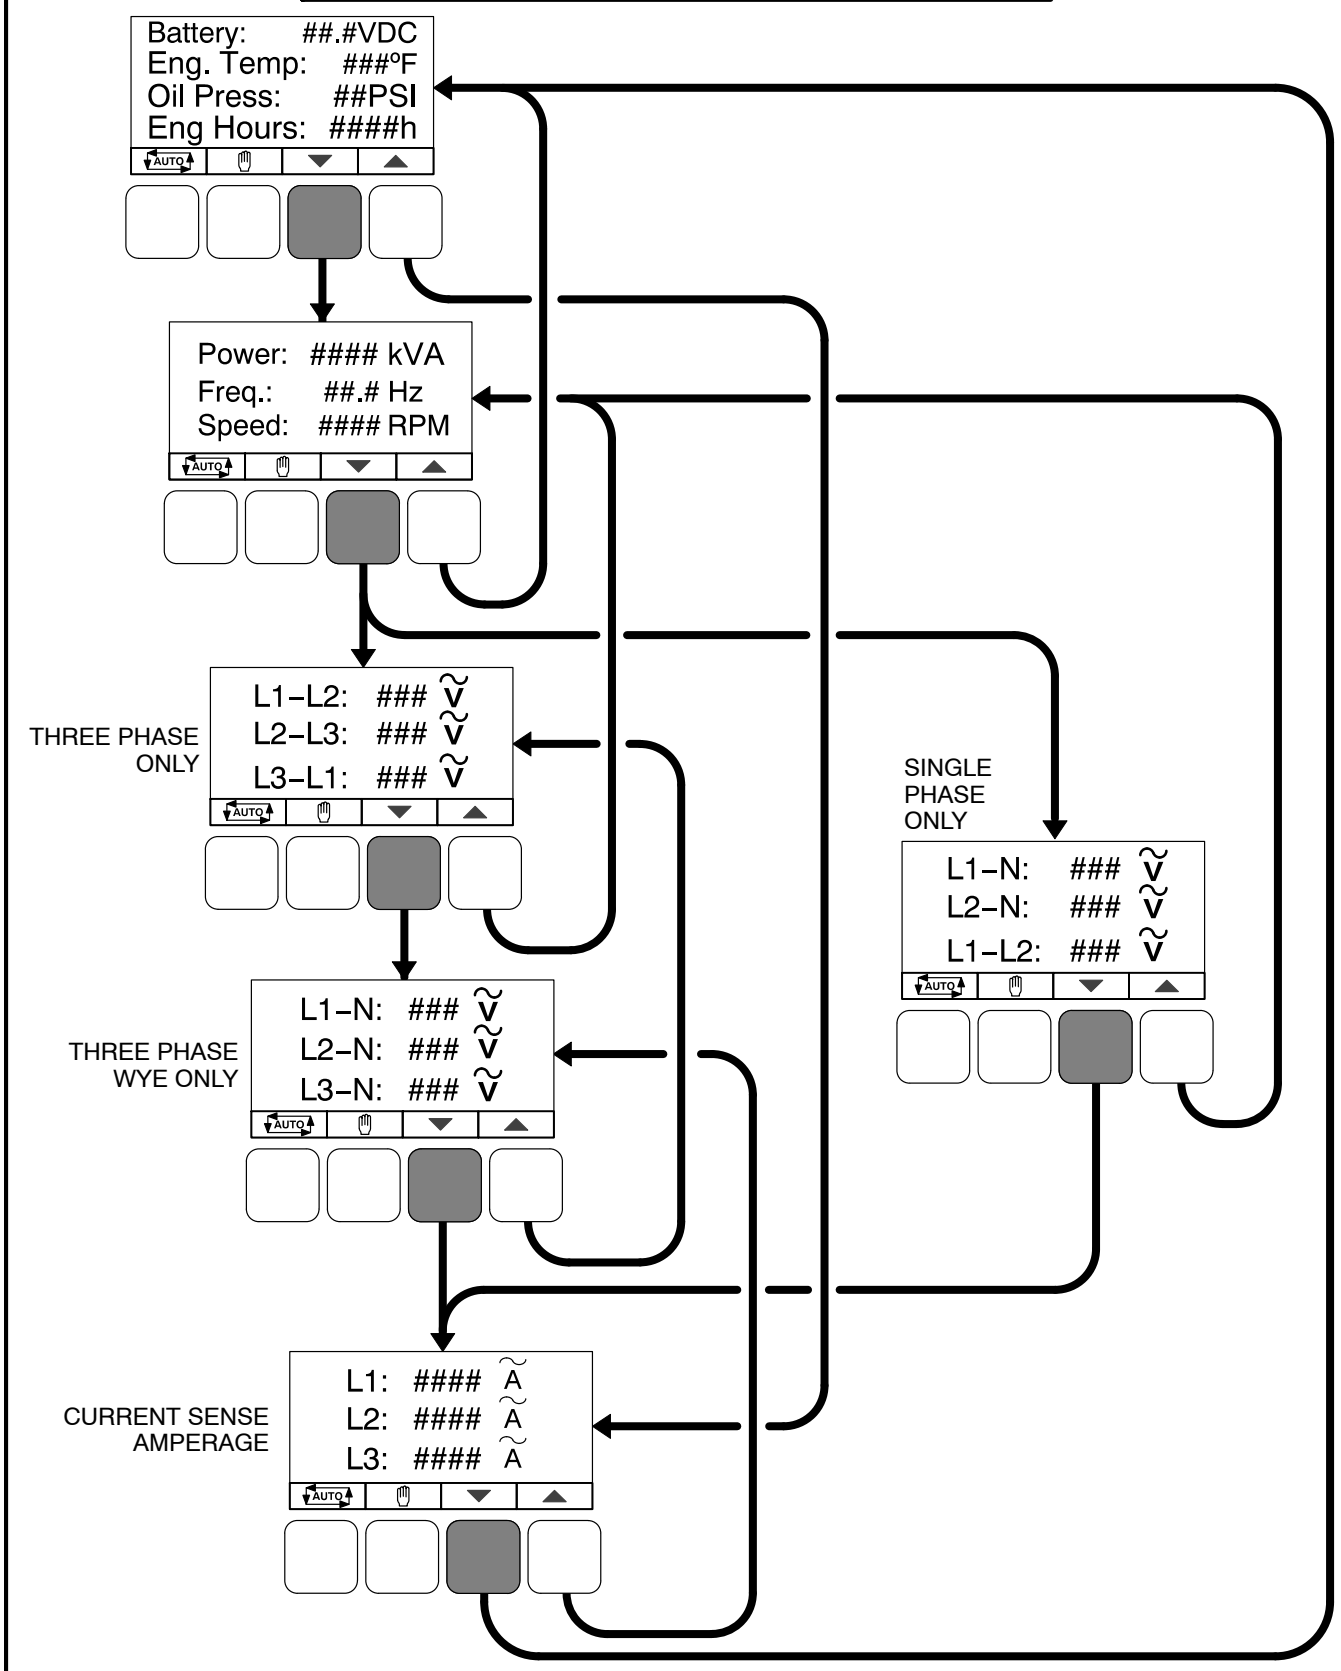 Battery: ##.#VDC
Eng. Temp: ###ºF
Oil Press: ##PSI
Eng Hours: ####h
AUTO
Power: #### kVA
Freq.: ##.# Hz
Speed: #### RPM
AUTO
THREE PHASE
ONLY
L1–L2: ### V
L2–L3: ### V
L3–L1: ### V
AUTO
SINGLE
PHASE
ONLY
L1–N: ### V
L2–N: ### V
L1–L2: ### V
AUTO
THREE PHASE
WYE ONLY
L1–N: ### V
L2–N: ### V
L3–N: ### V
AUTO
CURRENT SENSE
AMPERAGE
L1: #### A
L2: #### A
L3: #### A
AUTO